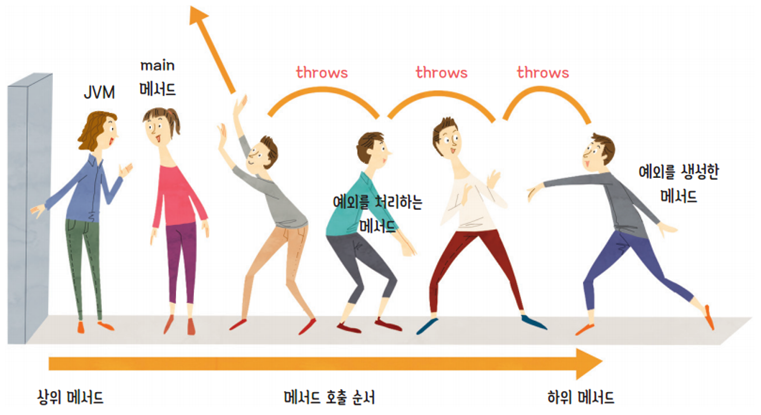 JVM
main
메서드
throws
throws
throws
예외를 처리하는
메서드
예외를 생성한
메서드
상위 메서드
메서드 호출 순서
하위 메서드